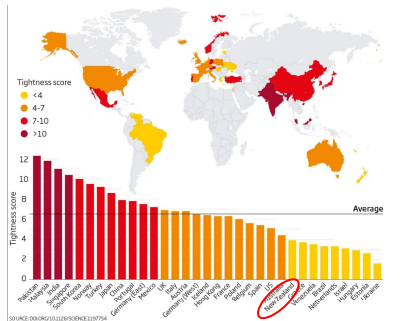 Tightness score
<4
4-7
7-10
>10
Tightness score
12
10
8
6
4
2
0
Average
Pakistan
Malaysia
India
Singapore
South Korea
Norway
Turkey
Japan
China
Portugal
Germany (East)
Mexico
UK
Italy
Austria
Germany (West)
Iceland
Hong Kong
France
Poland
Belgium
Spain
US
Australia
New Zealand
Greece
Venezuela
Brazil
Netherlands
Israel
Hungary
Estonia
Ukraine
SOURCE:DOI.ORG/10.1126/SCIENCE.1197754